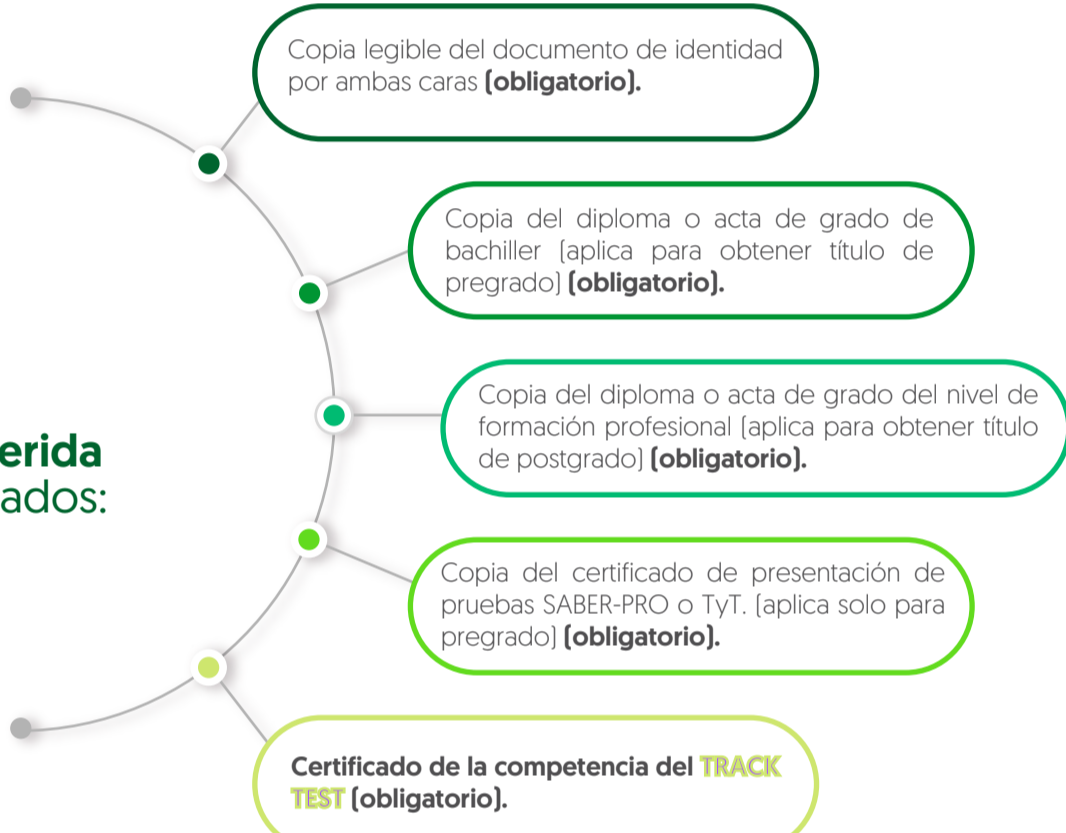 Copia legible del documento de identidad
por ambas caras (obligatorio).
Copia del diploma o acta de grado de
bachiller (aplica para obtener título de
pregrado) (obligatorio).
Copia del diploma o acta de grado del nivel de
formación profesional (aplica para obtener título
de postgrado) (obligatorio).
erida
ados:
Copia del certificado de presentación de
pruebas SABER-PRO o TyT. (aplica solo para
pregrado) (obligatorio).
Certificado de la competencia del TRACK
TEST (obligatorio).